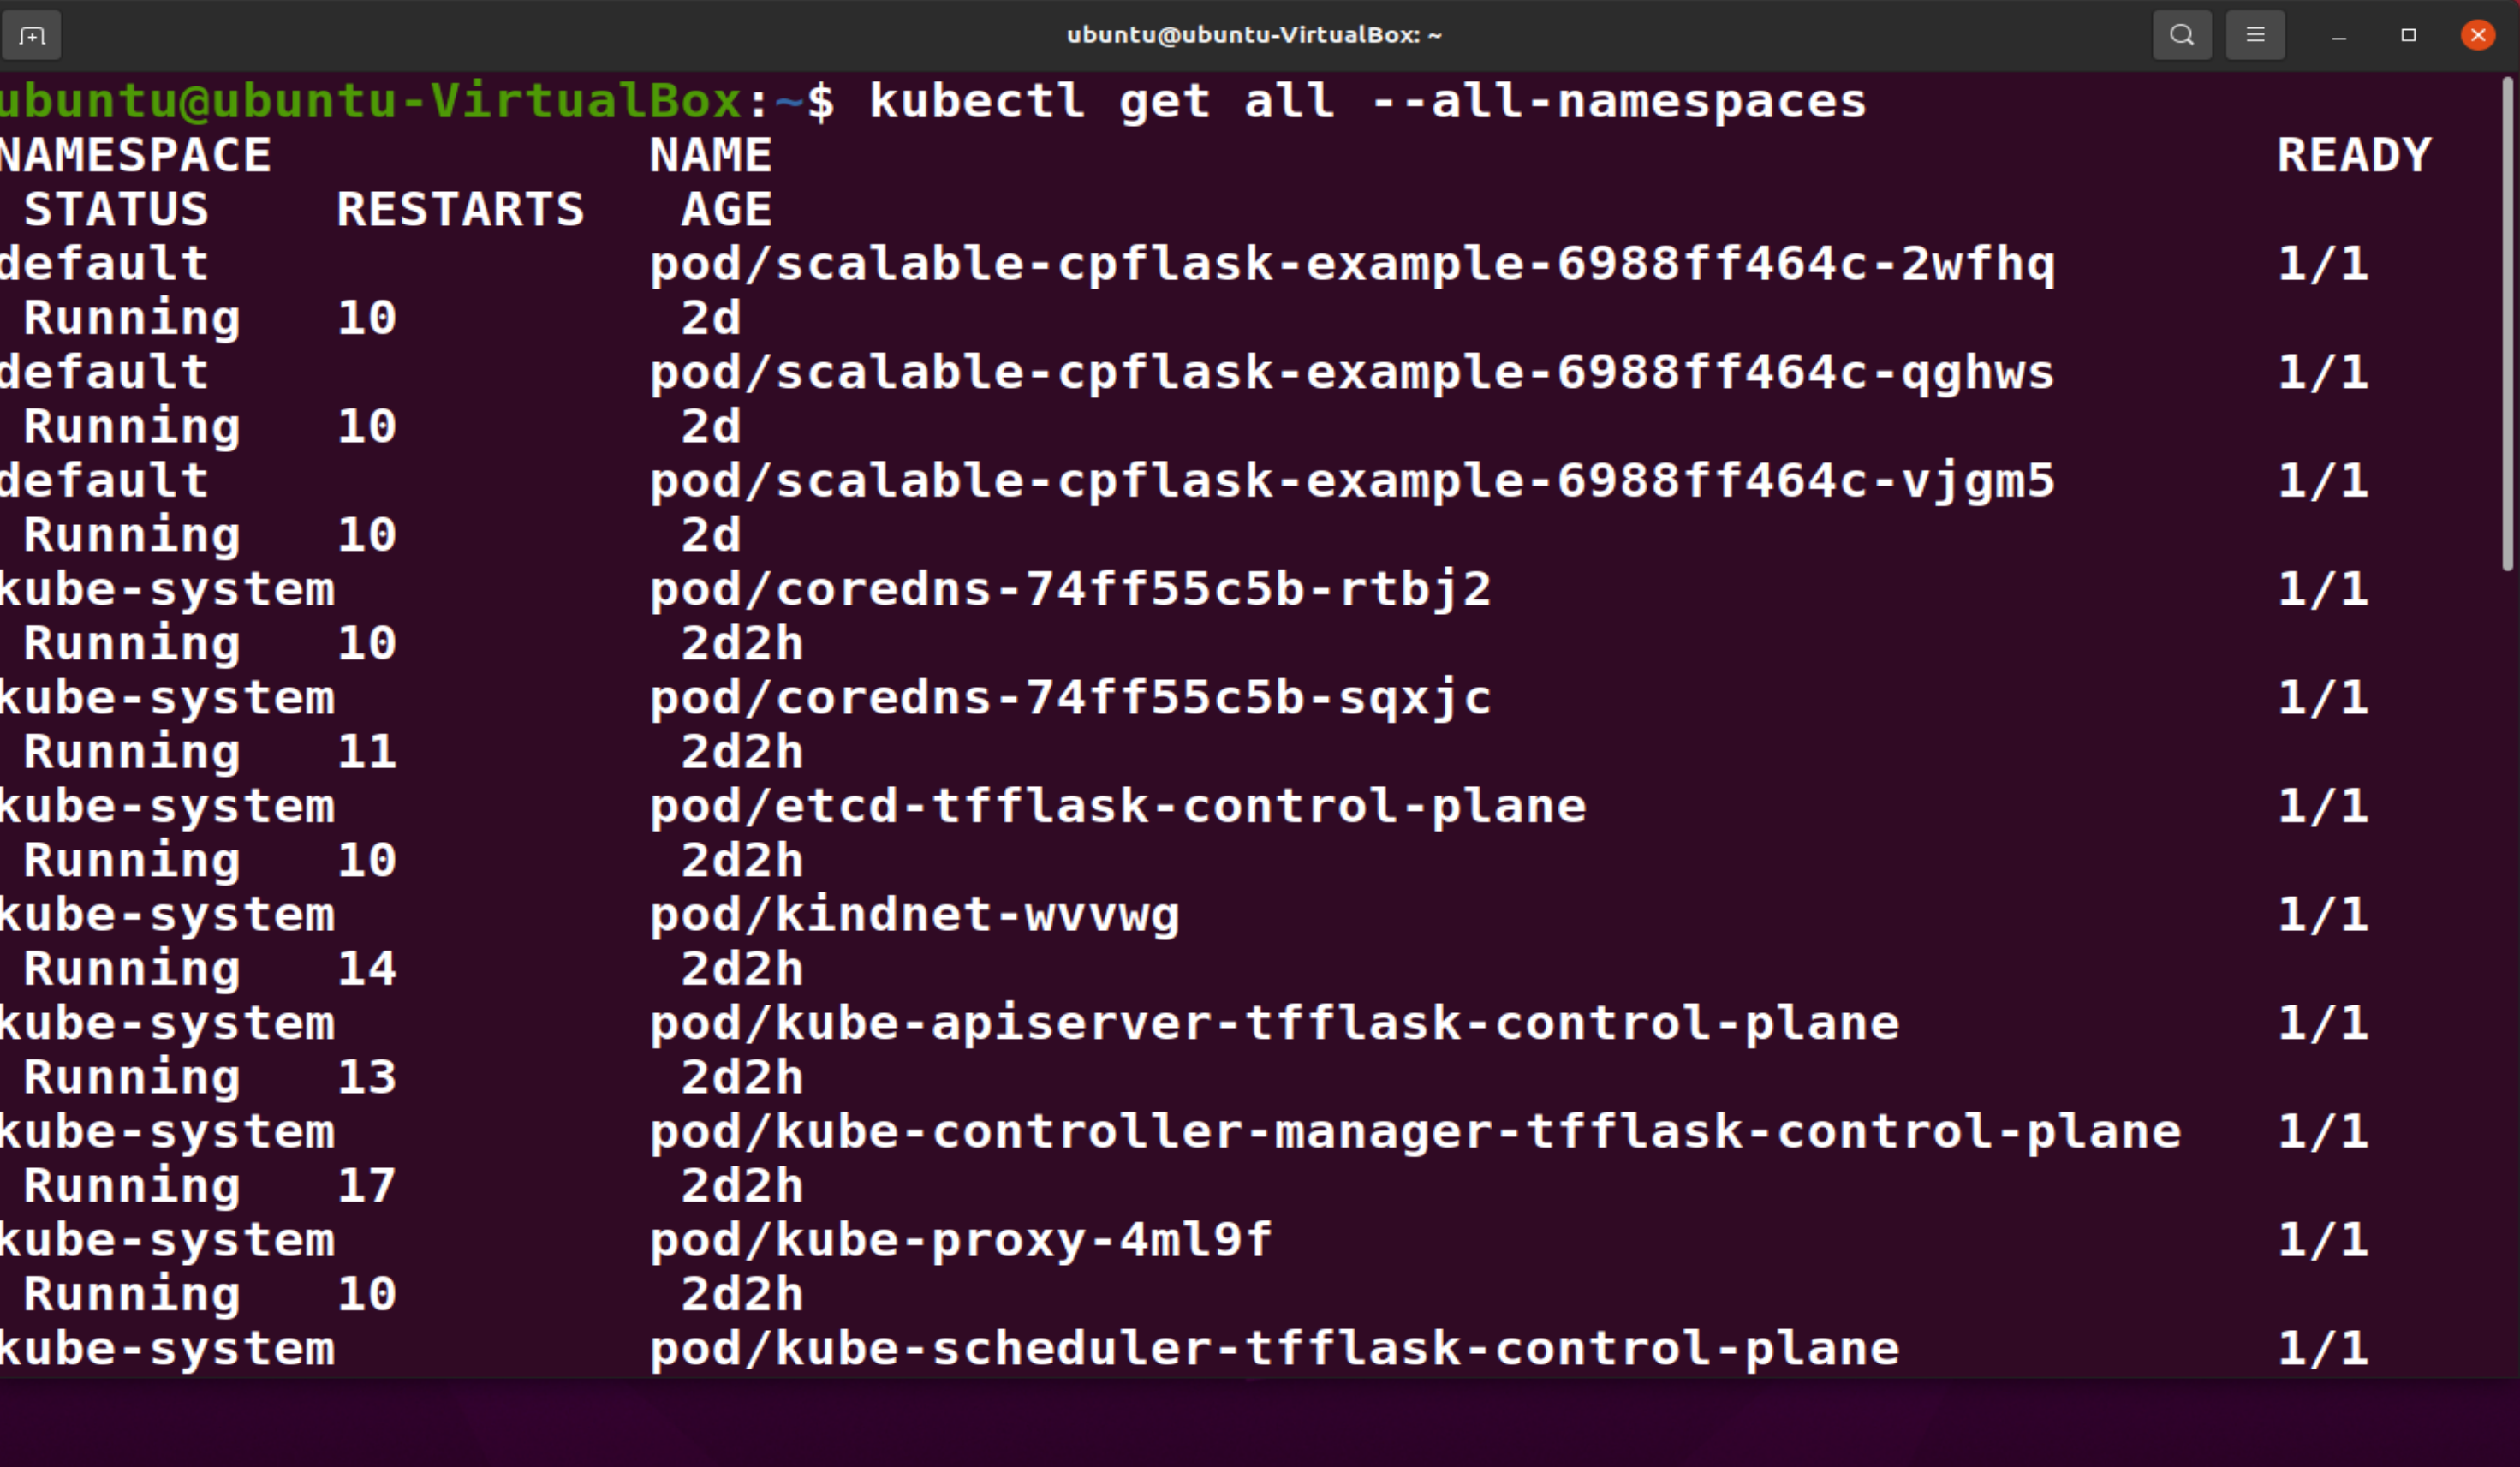 ubuntu@ubuntu-VirtualBox: ~
ubuntu@ubuntu-VirtualBox:~$ kubectl get all --all-namespaces
NAMESPACE NAME READY
STATUS RESTARTS AGE
default pod/scalable-cpflask-example-6988ff464c-2wfhq 1/1
Running 10 2d
default pod/scalable-cpflask-example-6988ff464c-qghws 1/1
Running 10 2d
default pod/scalable-cpflask-example-6988ff464c-vjgm5 1/1
Running 10 2d
kube-system pod/coredns-74ff55c5b-rtbj2 1/1
Running 10 2d2h
kube-system pod/coredns-74ff55c5b-sqxjc 1/1
Running 11 2d2h
kube-system pod/etcd-tfflask-control-plane 1/1
Running 10 2d2h
kube-system pod/kindnet-wvvwg 1/1
Running 14 2d2h
kube-system pod/kube-apiserver-tfflask-control-plane 1/1
Running 13 2d2h
kube-system pod/kube-controller-manager-tfflask-control-plane 1/1
Running 17 2d2h
kube-system pod/kube-proxy-4ml9f 1/1
Running 10 2d2h
kube-system pod/kube-scheduler-tfflask-control-plane 1/1